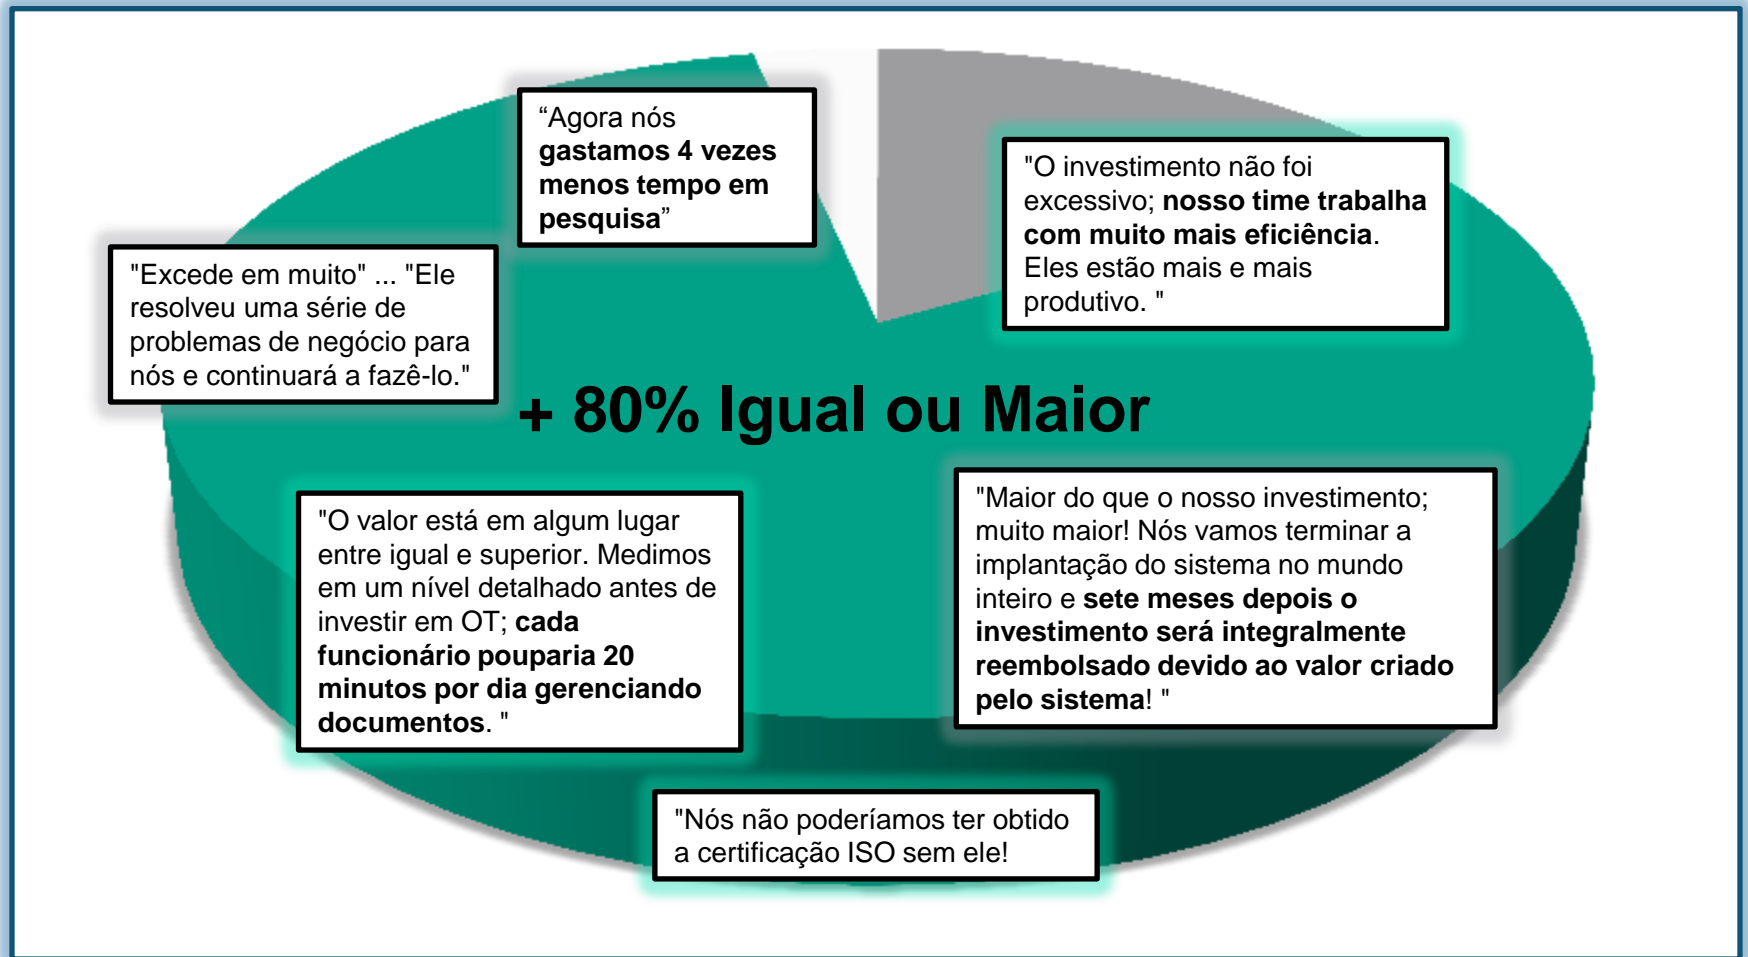 “Agora nós
gastamos 4 vezes
menos tempo em
pesquisa”
"O investimento não foi
excessivo; nosso time trabalha
com muito mais eficiência.
Eles estão mais e mais
produtivo. "
"Excede em muito" ... "Ele
resolveu uma série de
problemas de negócio para
nós e continuará a fazê-lo."
+ 80% Igual ou Maior
"O valor está em algum lugar
entre igual e superior. Medimos
em um nível detalhado antes de
investir em OT; cada
funcionário pouparia 20
minutos por dia gerenciando
documentos. "
"Maior do que o nosso investimento;
muito maior! Nós vamos terminar a
implantação do sistema no mundo
inteiro e sete meses depois o
investimento será integralmente
reembolsado devido ao valor criado
pelo sistema! "
"Nós não poderíamos ter obtido
a certificação ISO sem ele!